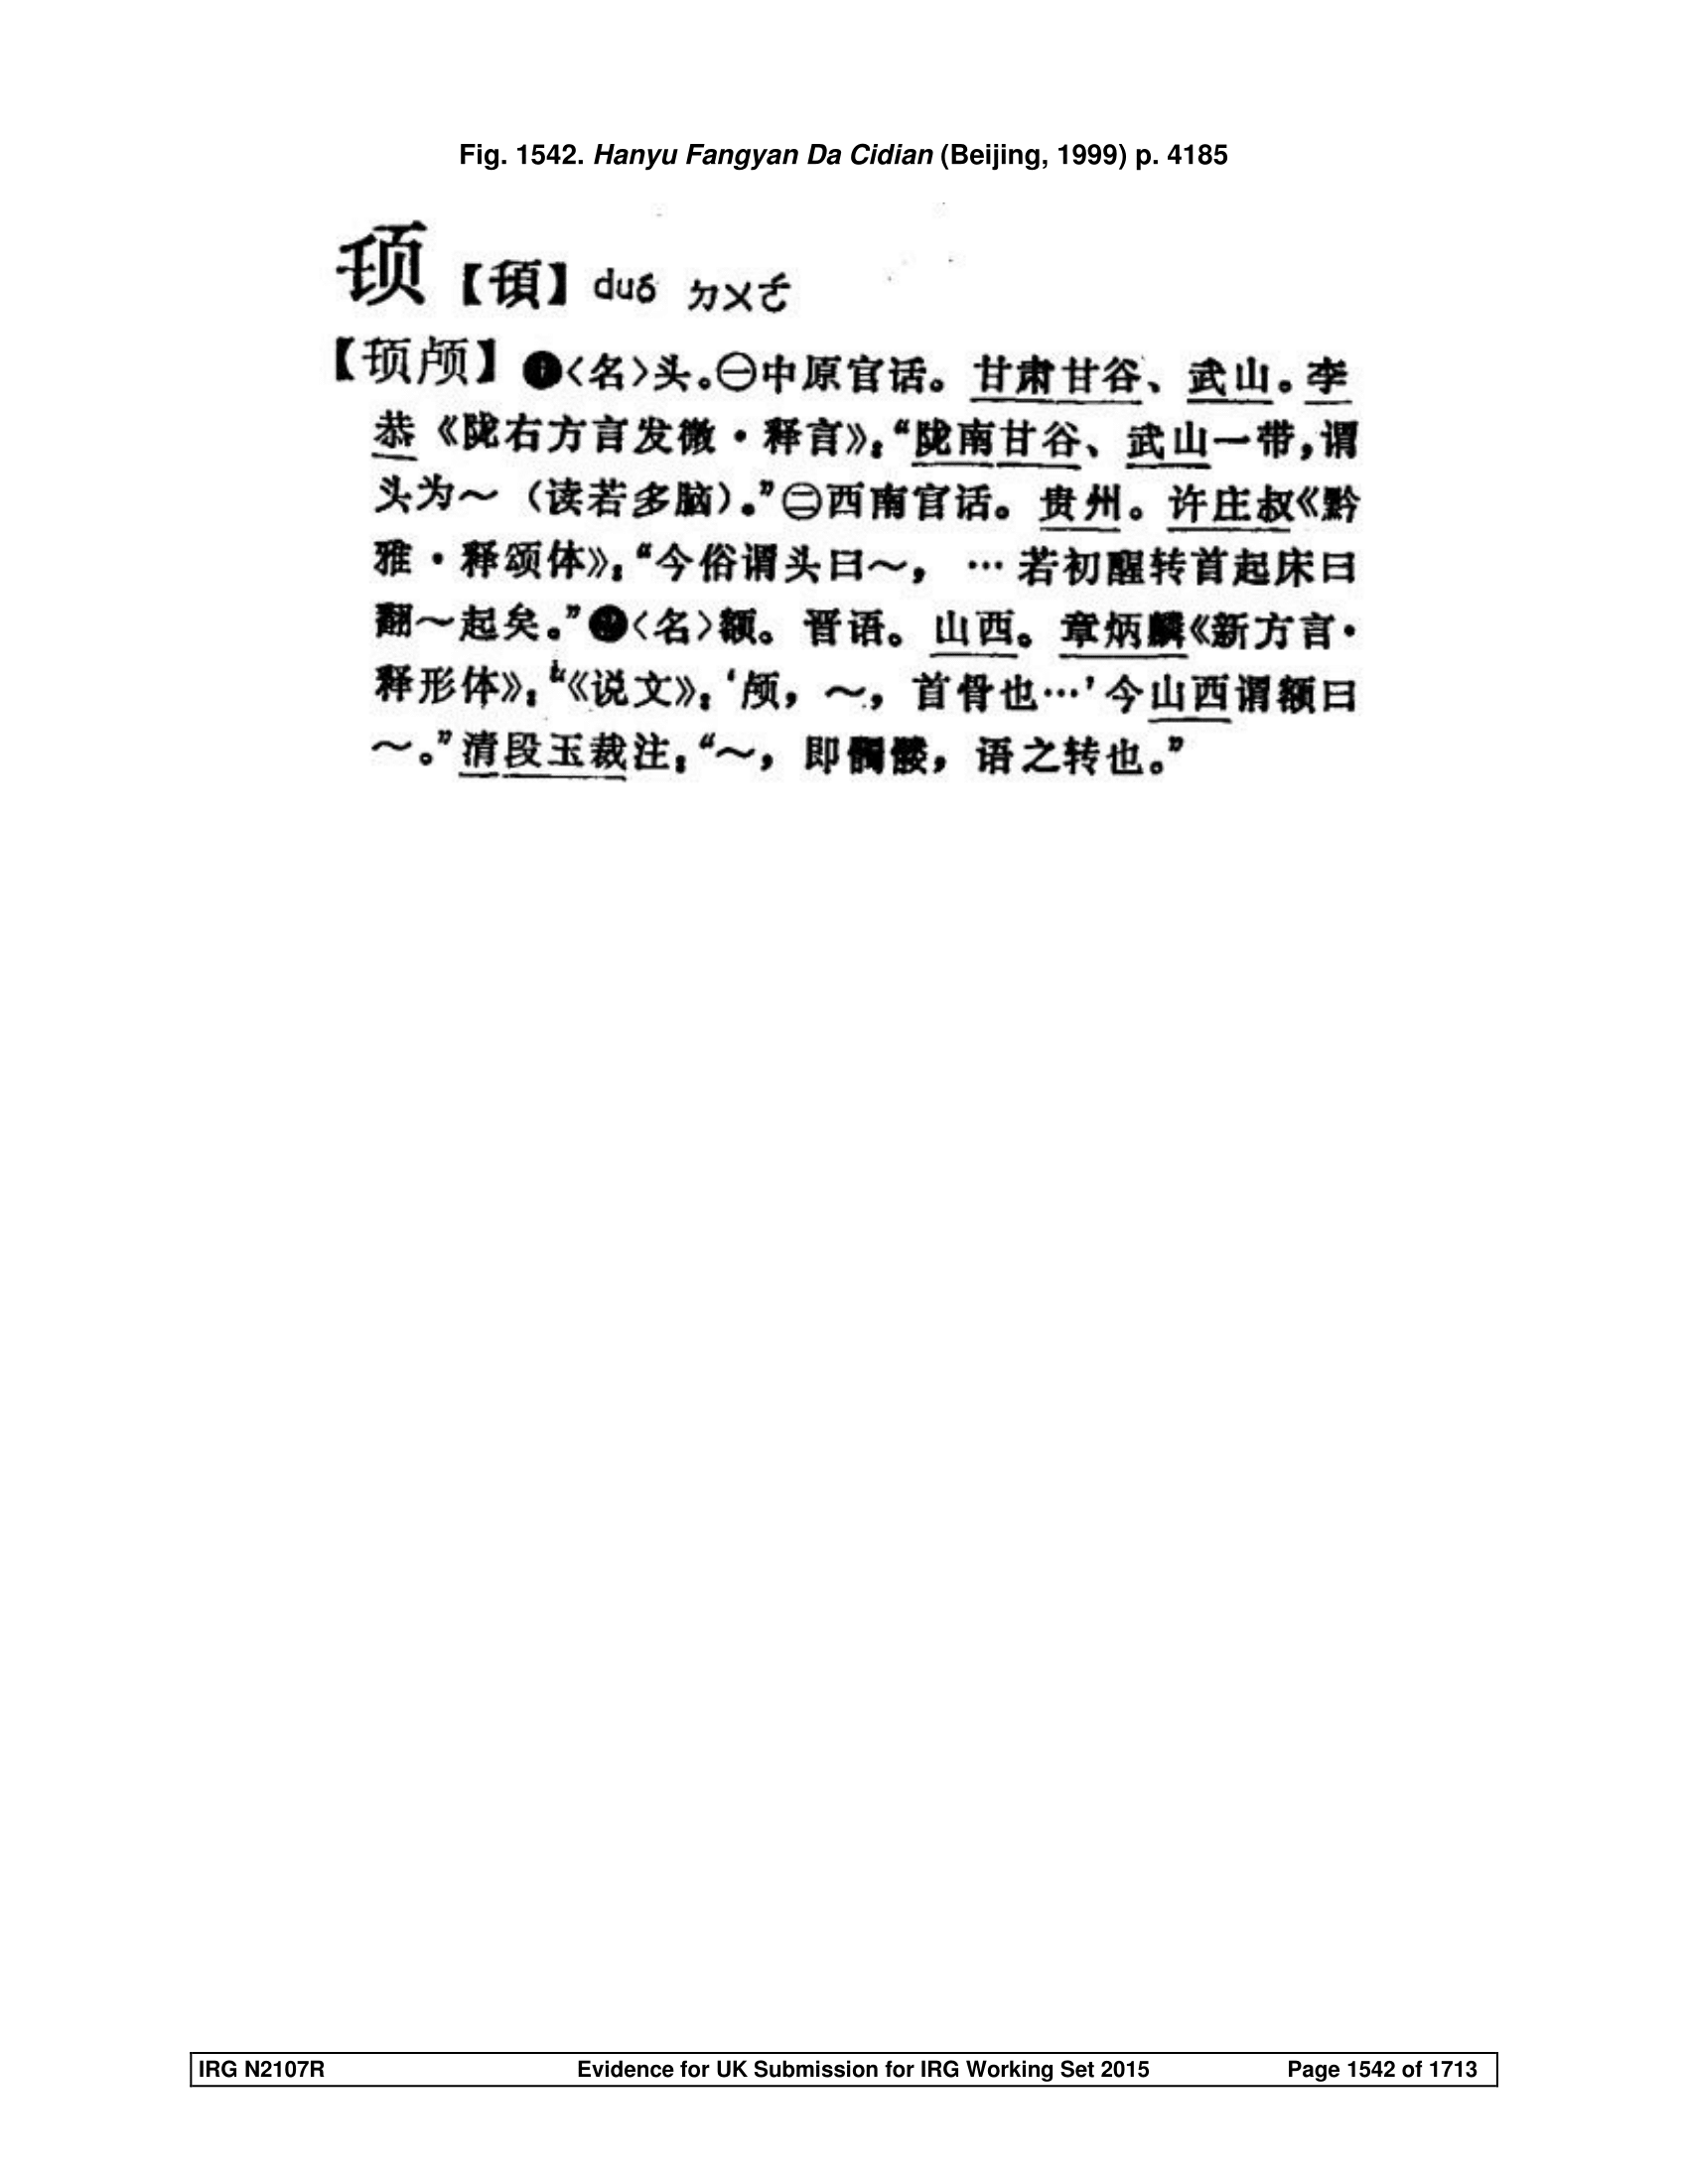 Fig. 1542. Hanyu Fangyan Da Cidian (Beijing, 1999) p. 4185
⿰乇页【𩑒】duó ㄉㄨㄛˊ
【⿰乇页颅】❶〈名〉头。㊀中原官话。甘肃甘谷、武山。李
恭《陇右方言发微·释言》:“陇南甘谷、武山一带,谓
头为～（读若多脑）。”㊁西南官话。贵州。许庄叔《黔
雅·释颂体》:“今俗谓头曰～，…若初醒转首起床曰
翻～起矣。”❷〈名〉额。晋语。山西。章炳麟《新方言·
释形体》:“《说文》:‘颅，～，首骨也…’今山西谓额曰
～。”清段玉裁注:“～，即髑髅，语之转也。”
IRG N2107R Evidence for UK Submission for IRG Working Set 2015 Page 1542 of 1713